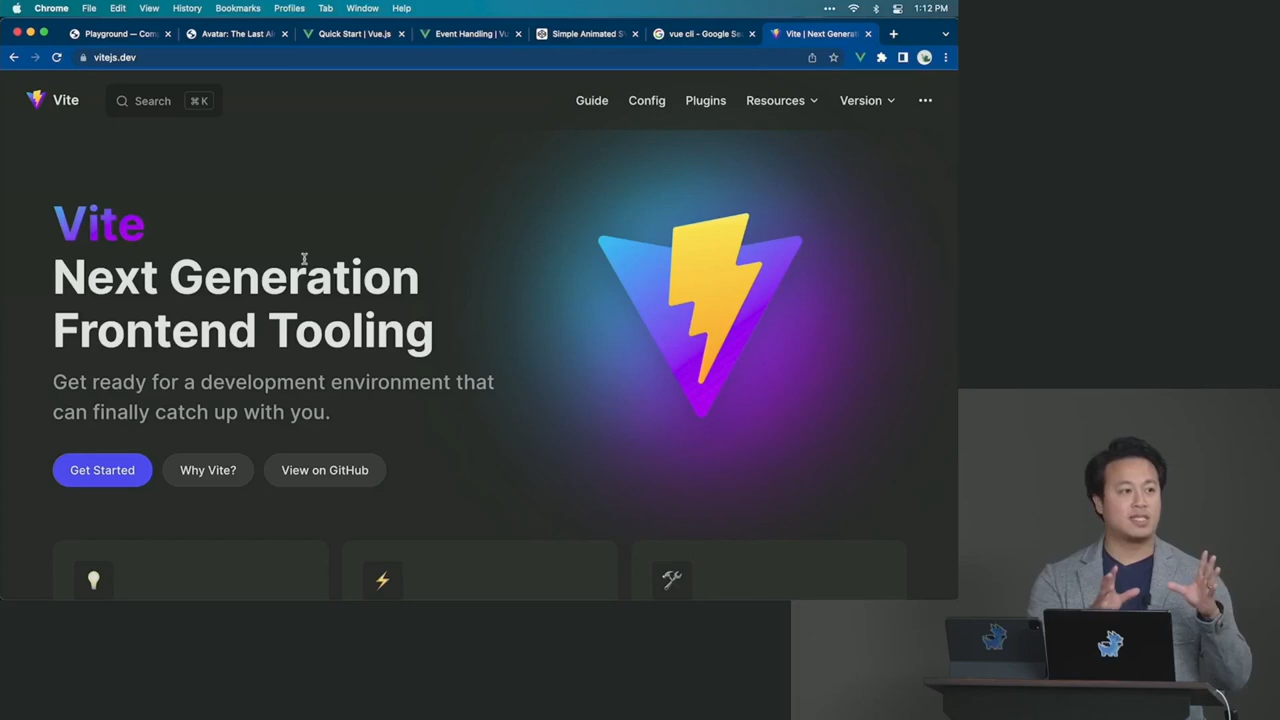 Chrome File Edit View History Bookmarks Profiles Tab Window Help
1:12 PM
Playground — Com
Avatar: The Last Ai
Quick Start | Vue.js
Event Handling | Vu
Simple Animated S
vue cli - Google Se
Vite | Next Generat
vitejs.dev
Vite
Search
⌘ K
Guide
Config
Plugins
Resources
Version
Vite
Next Generation
Frontend Tooling
Get ready for a development environment that
can finally catch up with you.
Get Started
Why Vite?
View on GitHub